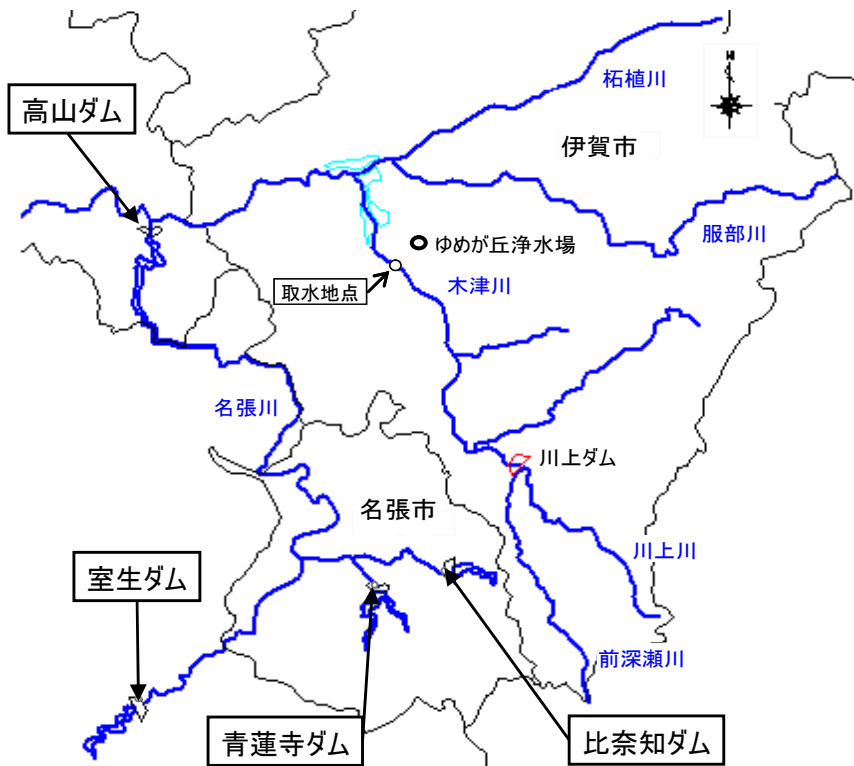 柘植川
高山ダム
伊賀市
服部川
ゆめが丘浄水場
取水地点
木津川
名張川
川上ダム
名張市
川上川
室生ダム
前深瀬川
青蓮寺ダム
比奈知ダム